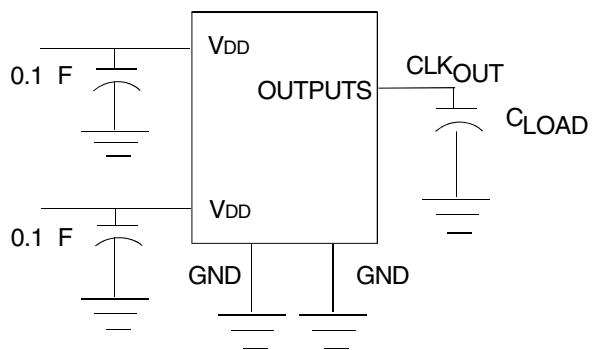 VDD
0.1 F
OUTPUTS
CLKOUT
CLOAD
VDD
0.1 F
GND
GND